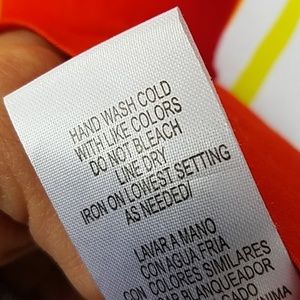 HAND WASH COLD
WITH LIKE COLORS
DO NOT BLEACH
LINE DRY
IRON ON LOWEST SETTING
AS NEEDED/
LAVAR A MANO
CON AGUA FRIA
CON COLORES SIMILARES
BLANQUEADOR